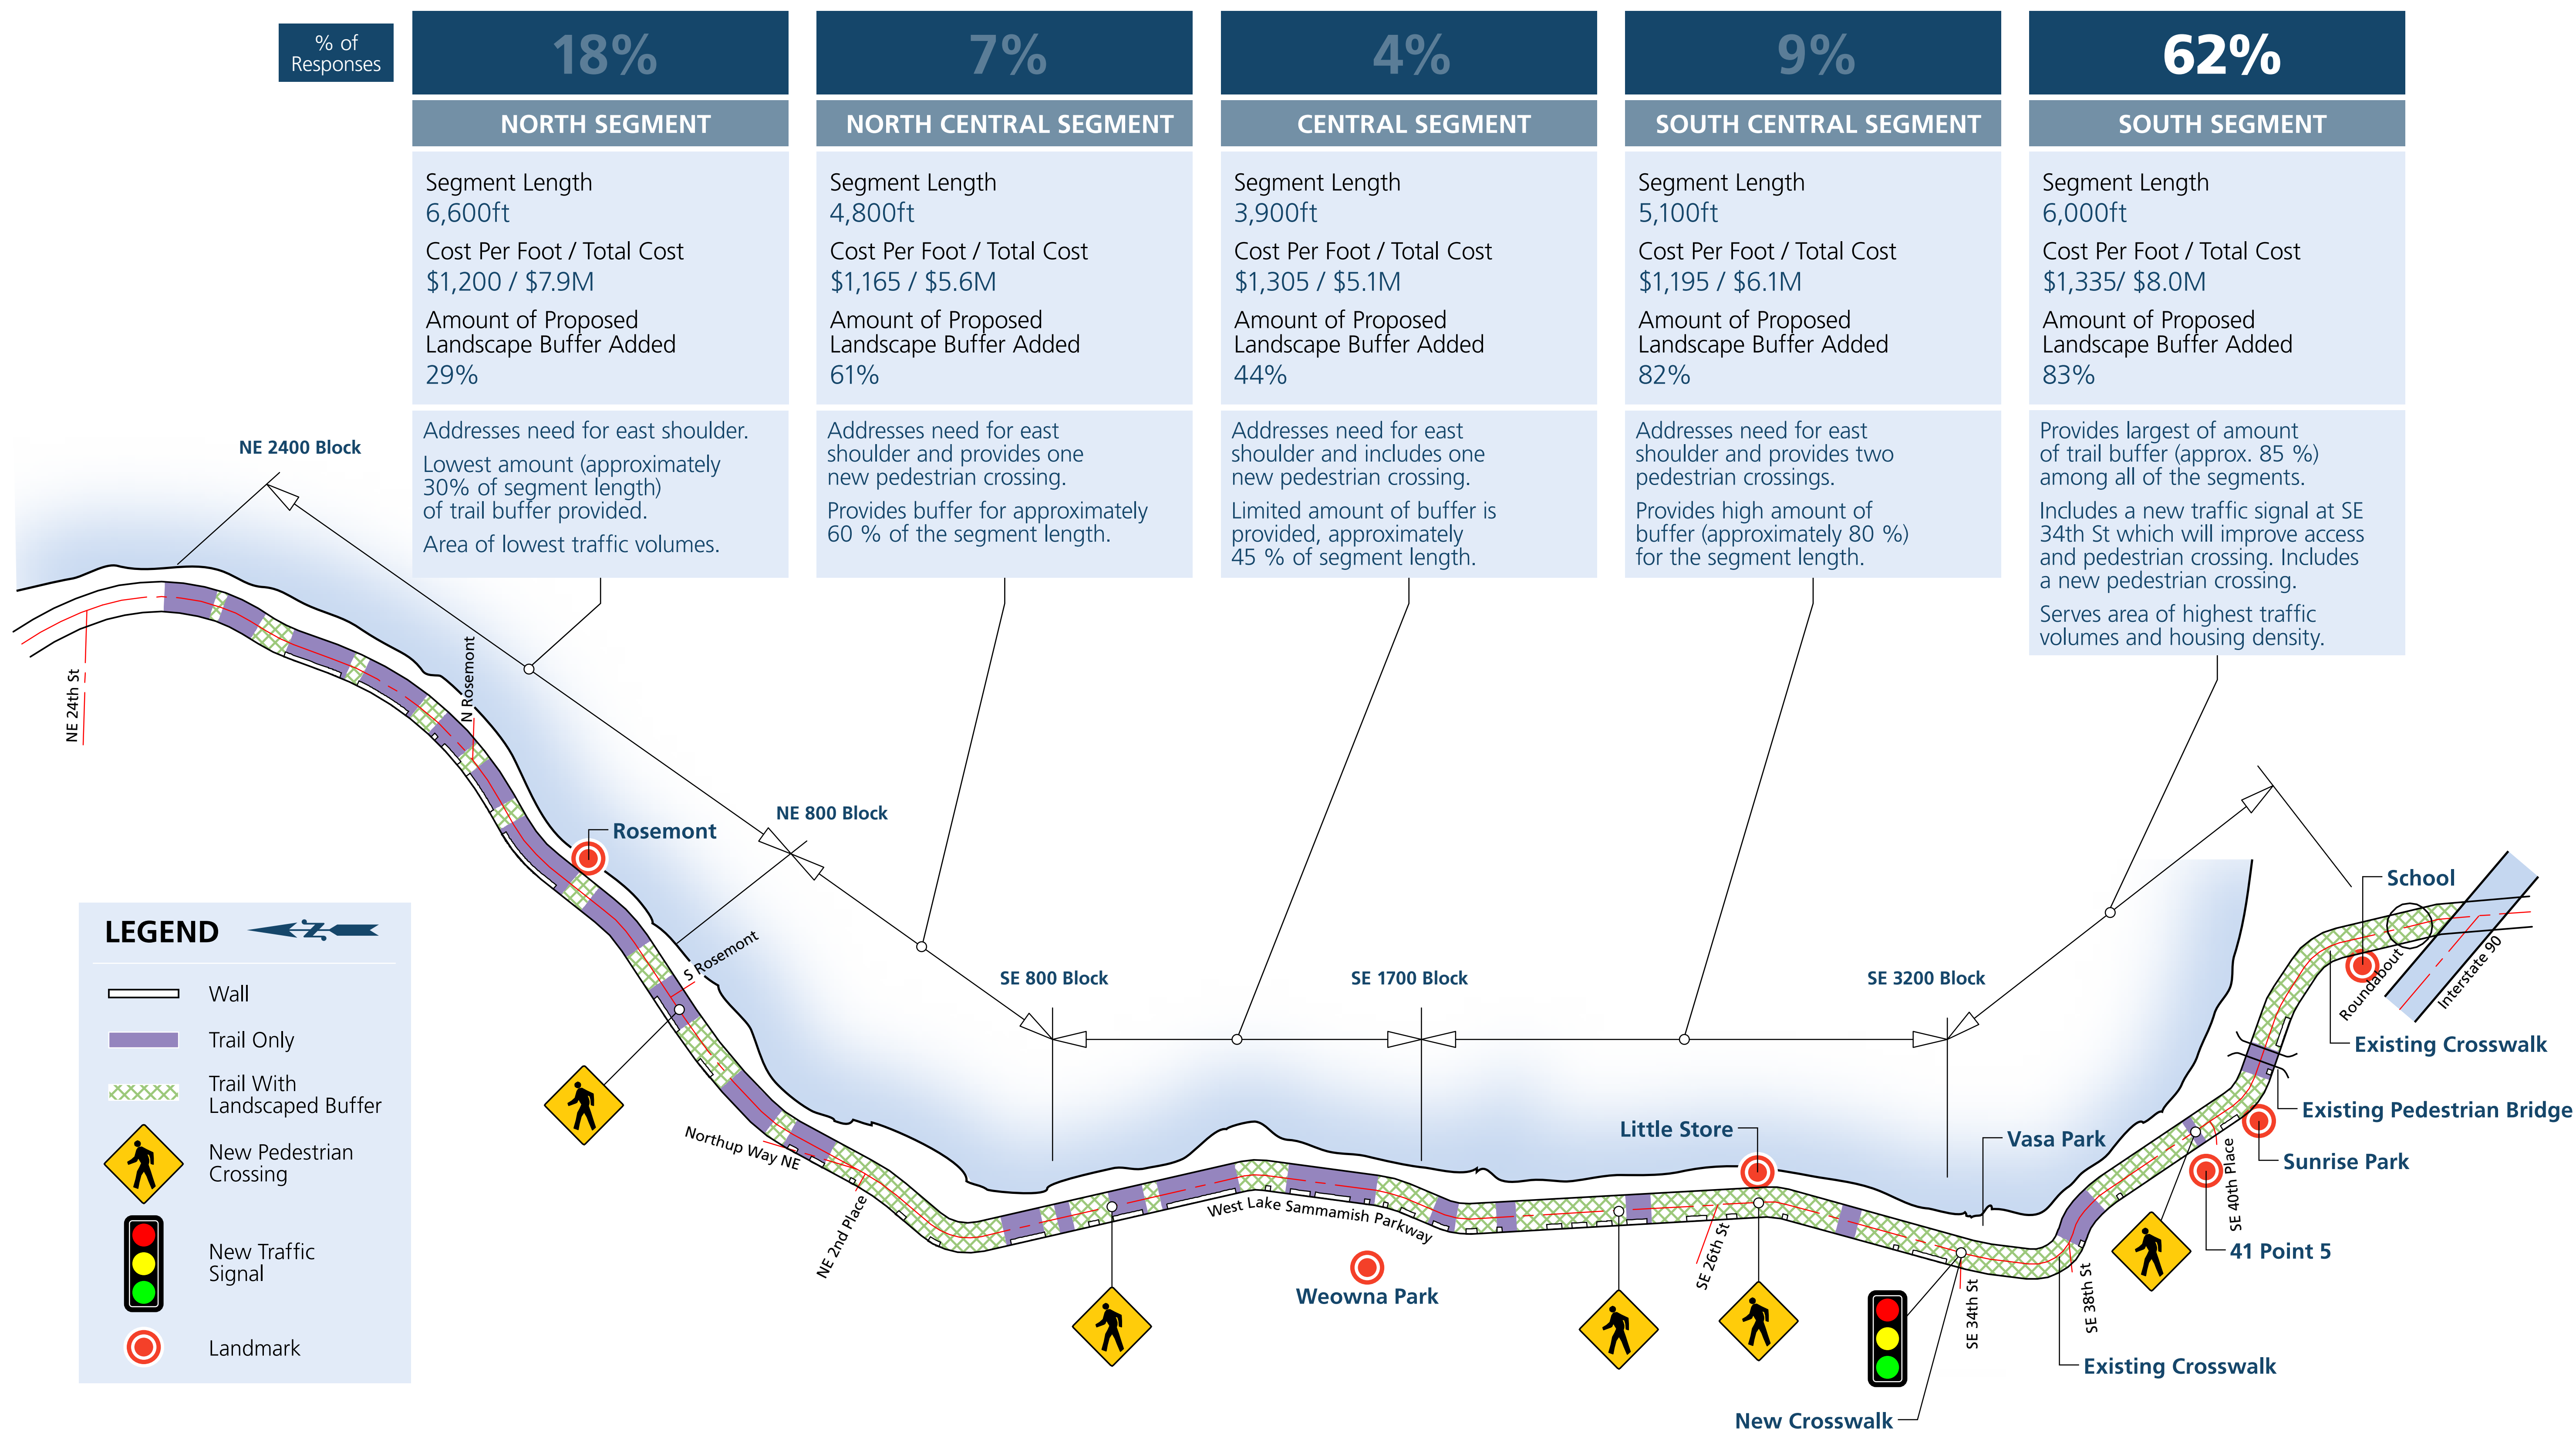 % of
Responses
18%
NORTH SEGMENT
Segment Length
6,600ft
Cost Per Foot / Total Cost
$1,200 / $7.9M
Amount of Proposed
Landscape Buffer Added
29%
Addresses need for east shoulder.
Lowest amount (approximately
30% of segment length)
of trail buffer provided.
Area of lowest traffic volumes.
7%
NORTH CENTRAL SEGMENT
Segment Length
4,800ft
Cost Per Foot / Total Cost
$1,165 / $5.6M
Amount of Proposed
Landscape Buffer Added
61%
Addresses need for east
shoulder and provides one
new pedestrian crossing.
Provides buffer for approximately
60 % of the segment length.
4%
CENTRAL SEGMENT
Segment Length
3,900ft
Cost Per Foot / Total Cost
$1,305 / $5.1M
Amount of Proposed
Landscape Buffer Added
44%
Addresses need for east
shoulder and includes one
new pedestrian crossing.
Limited amount of buffer is
provided, approximately
45 % of segment length.
9%
SOUTH CENTRAL SEGMENT
Segment Length
5,100ft
Cost Per Foot / Total Cost
$1,195 / $6.1M
Amount of Proposed
Landscape Buffer Added
82%
Addresses need for east
shoulder and provides two
pedestrian crossings.
Provides high amount of
buffer (approximately 80 %)
for the segment length.
62%
SOUTH SEGMENT
Segment Length
6,000ft
Cost Per Foot / Total Cost
$1,335/ $8.0M
Amount of Proposed
Landscape Buffer Added
83%
Provides largest of amount
of trail buffer (approx. 85 %)
among all of the segments.
Includes a new traffic signal at SE
34th St which will improve access
and pedestrian crossing. Includes
a new pedestrian crossing.
Serves area of highest traffic
volumes and housing density.
NE 2400 Block
NE 24th St
N Rosemont
Rosemont
NE 800 Block
S Rosemont
SE 800 Block
SE 1700 Block
SE 3200 Block
Northup Way NE
NE 2nd Place
West Lake Sammamish Parkway
Weowna Park
Little Store
SE 26th St
Vasa Park
SE 34th St
New Crosswalk
SE 38th St
Existing Crosswalk
41 Point 5
SE 40th Place
Sunrise Park
Existing Pedestrian Bridge
Existing Crosswalk
School
Roundabout
Interstate 90
LEGEND
N
Wall
Trail Only
Trail With
Landscaped Buffer
New Pedestrian
Crossing
New Traffic
Signal
Landmark